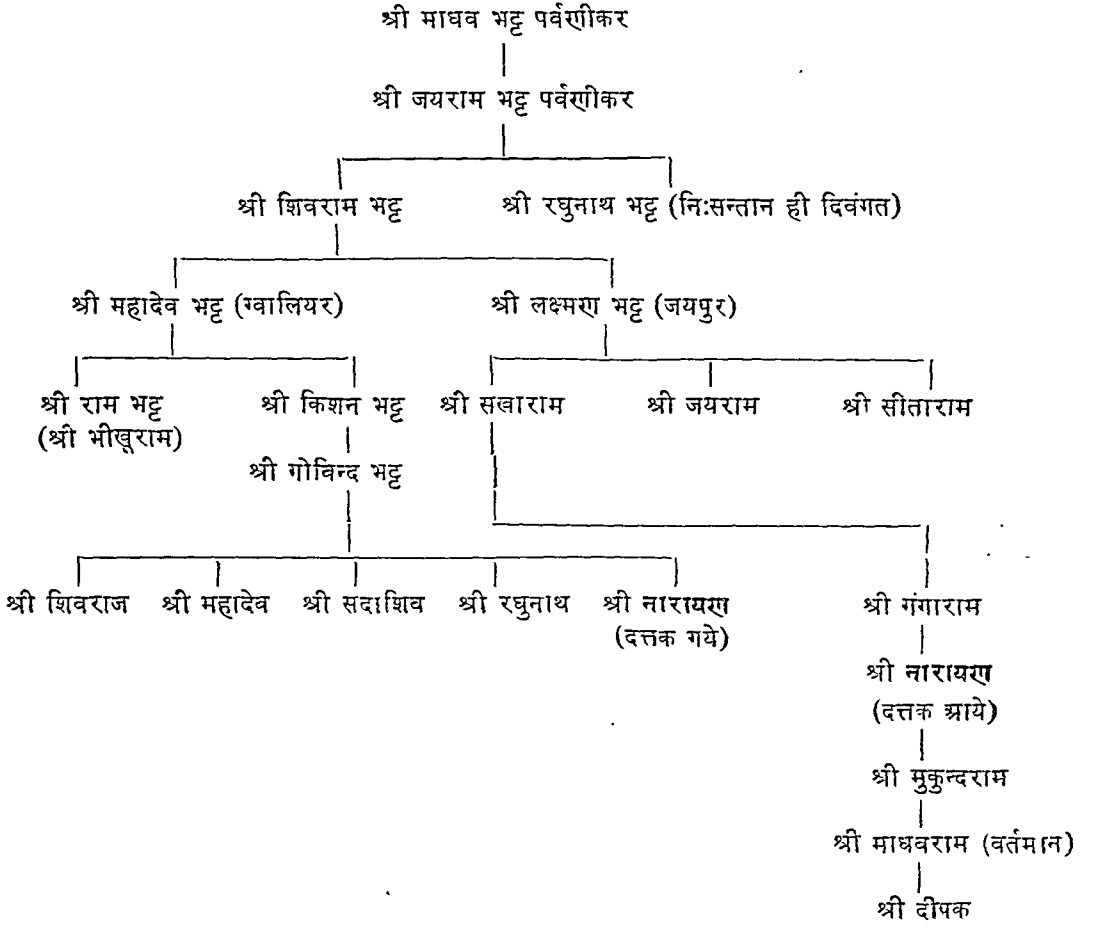 श्री माधव भट्ट पर्वणीकर
श्री जयराम भट्ट पर्वणीकर
श्री शिवराम भट्ट श्री रघुनाथ भट्ट (नि:सन्तान ही दिवंगत)
श्री महादेव भट्ट (ग्वालियर) श्री लक्ष्मण भट्ट (जयपुर)
श्री राम भट्ट श्री किशन भट्ट श्री सखाराम श्री जयराम श्री सीताराम
(श्री भीखूराम)
श्री गोविन्द भट्ट
श्री शिवराज श्री महादेव श्री सदाशिव श्री रघुनाथ श्री नारायण श्री गंगाराम
(दत्तक गये)
श्री नारायण
(दत्तक आये)
श्री मुकुन्दराम
श्री माधवराम (वर्तमान)
श्री दीपक